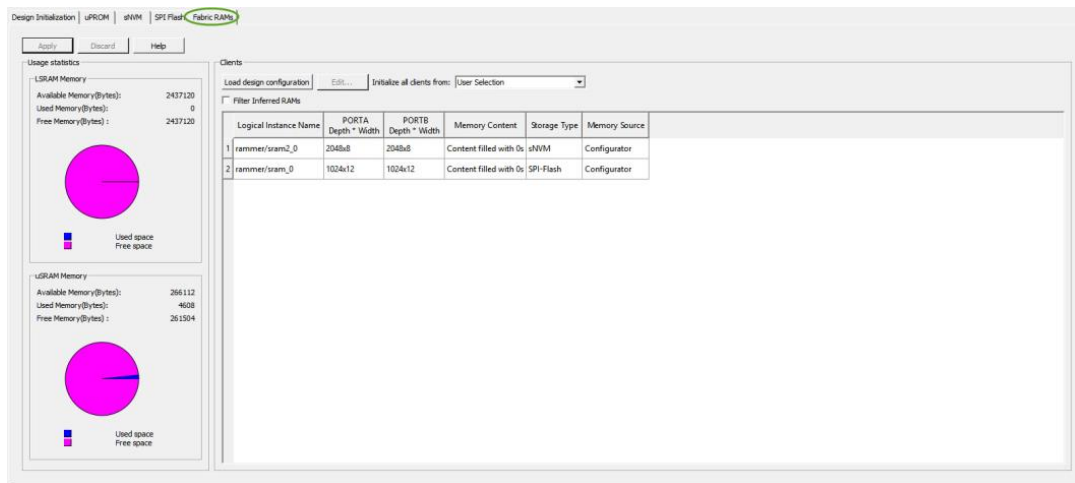 Design Initialization uPROM sNVM SPI Flash Fabric RAMs
Apply Discard Help
Usage statistics
LSRAM Memory
Available Memory(Bytes): 2437120
Used Memory(Bytes): 0
Free Memory(Bytes) : 2437120
Used space
Free space
uSRAM Memory
Available Memory(Bytes): 266112
Used Memory(Bytes): 4608
Free Memory(Bytes) : 261504
Used space
Free space
Clients
Load design configuration Edit... Initialize all clients from: User Selection
Filter Inferred RAMs
Logical Instance Name PORTA Depth * Width PORTB Depth * Width Memory Content Storage Type Memory Source
1 rammer/sram2_0 2048x8 2048x8 Content filled with 0s sNVM Configurator
2 rammer/sram_0 1024x12 1024x12 Content filled with 0s SPI-Flash Configurator